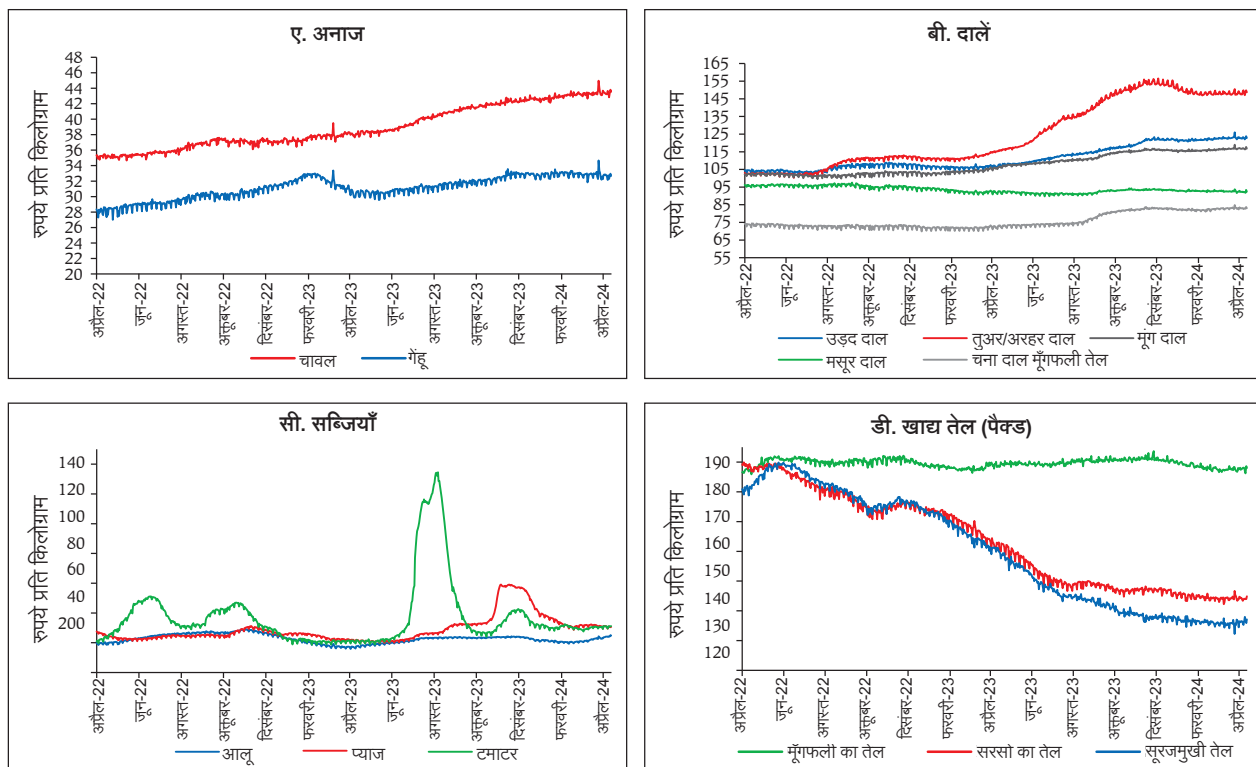 ए. अनाज
रुपये प्रति किलोग्राम
48
46
44
42
40
38
36
34
32
30
28
26
24
22
20
अप्रैल-22
जून-22
अगस्त-22
अक्तूबर-22
दिसंबर-22
फरवरी-23
अप्रैल-23
जून-23
अगस्त-23
अक्तूबर-23
दिसंबर-23
फरवरी-24
अप्रैल-24
चावल गेंहू
बी. दालें
रुपये प्रति किलोग्राम
165
155
145
135
125
115
105
95
85
75
65
55
अप्रैल-22
जून-22
अगस्त-22
अक्तूबर-22
दिसंबर-22
फरवरी-23
अप्रैल-23
जून-23
अगस्त-23
अक्तूबर-23
दिसंबर-23
फरवरी-24
अप्रैल-24
उड़द दाल तुअर/अरहर दाल मूंग दाल
मसूर दाल चना दाल मूँगफली तेल
सी. सब्जियाँ
रुपये प्रति किलोग्राम
140
120
100
80
60
40
200
अप्रैल-22
जून-22
अगस्त-22
अक्तूबर-22
दिसंबर-22
फरवरी-23
अप्रैल-23
जून-23
अगस्त-23
अक्तूबर-23
दिसंबर-23
फरवरी-24
अप्रैल-24
आलू प्याज टमाटर
डी. खाद्य तेल (पैक्ड)
रुपये प्रति किलोग्राम
190
180
170
160
150
140
130
120
अप्रैल-22
जून-22
अगस्त-22
अक्तूबर-22
दिसंबर-22
फरवरी-23
अप्रैल-23
जून-23
अगस्त-23
अक्तूबर-23
दिसंबर-23
फरवरी-24
अप्रैल-24
मूँगफली का तेल सरसो का तेल सूरजमुखी तेल